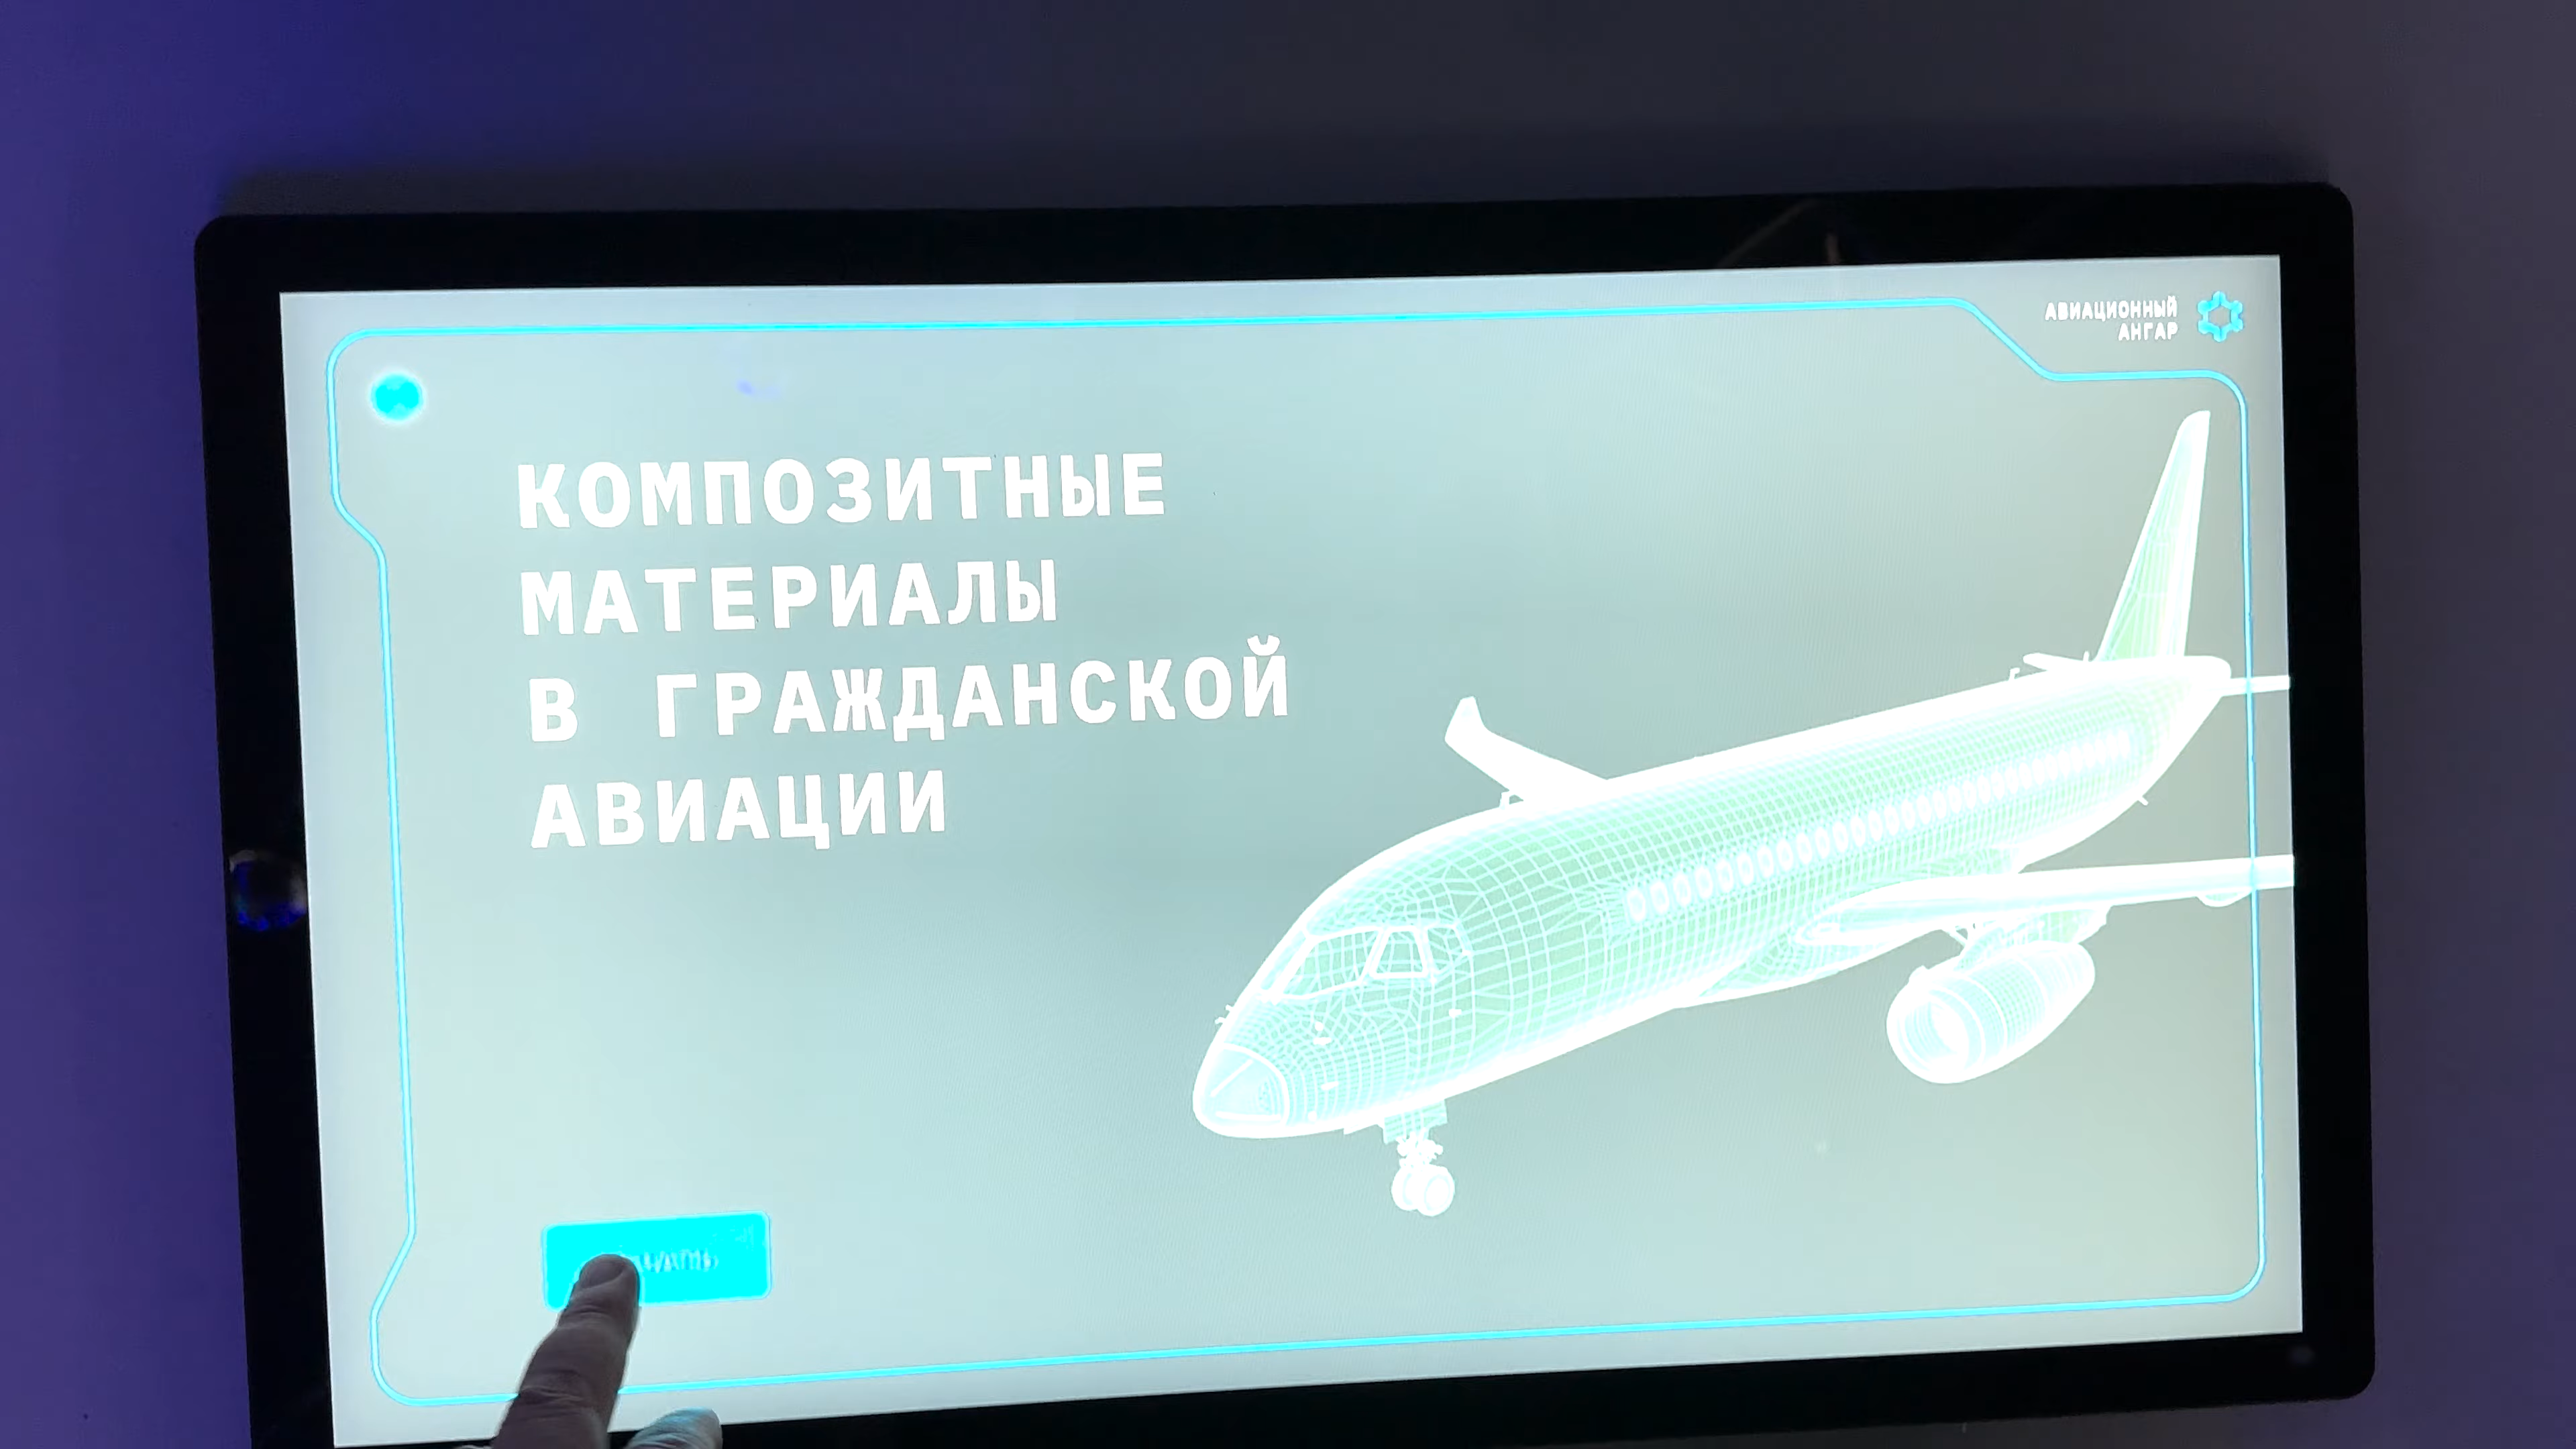 АВИАЦИОННЫЙ
АНГАР
КОМПОЗИТНЫЕ
МАТЕРИАЛЫ
В ГРАЖДАНСКОЙ
АВИАЦИИ